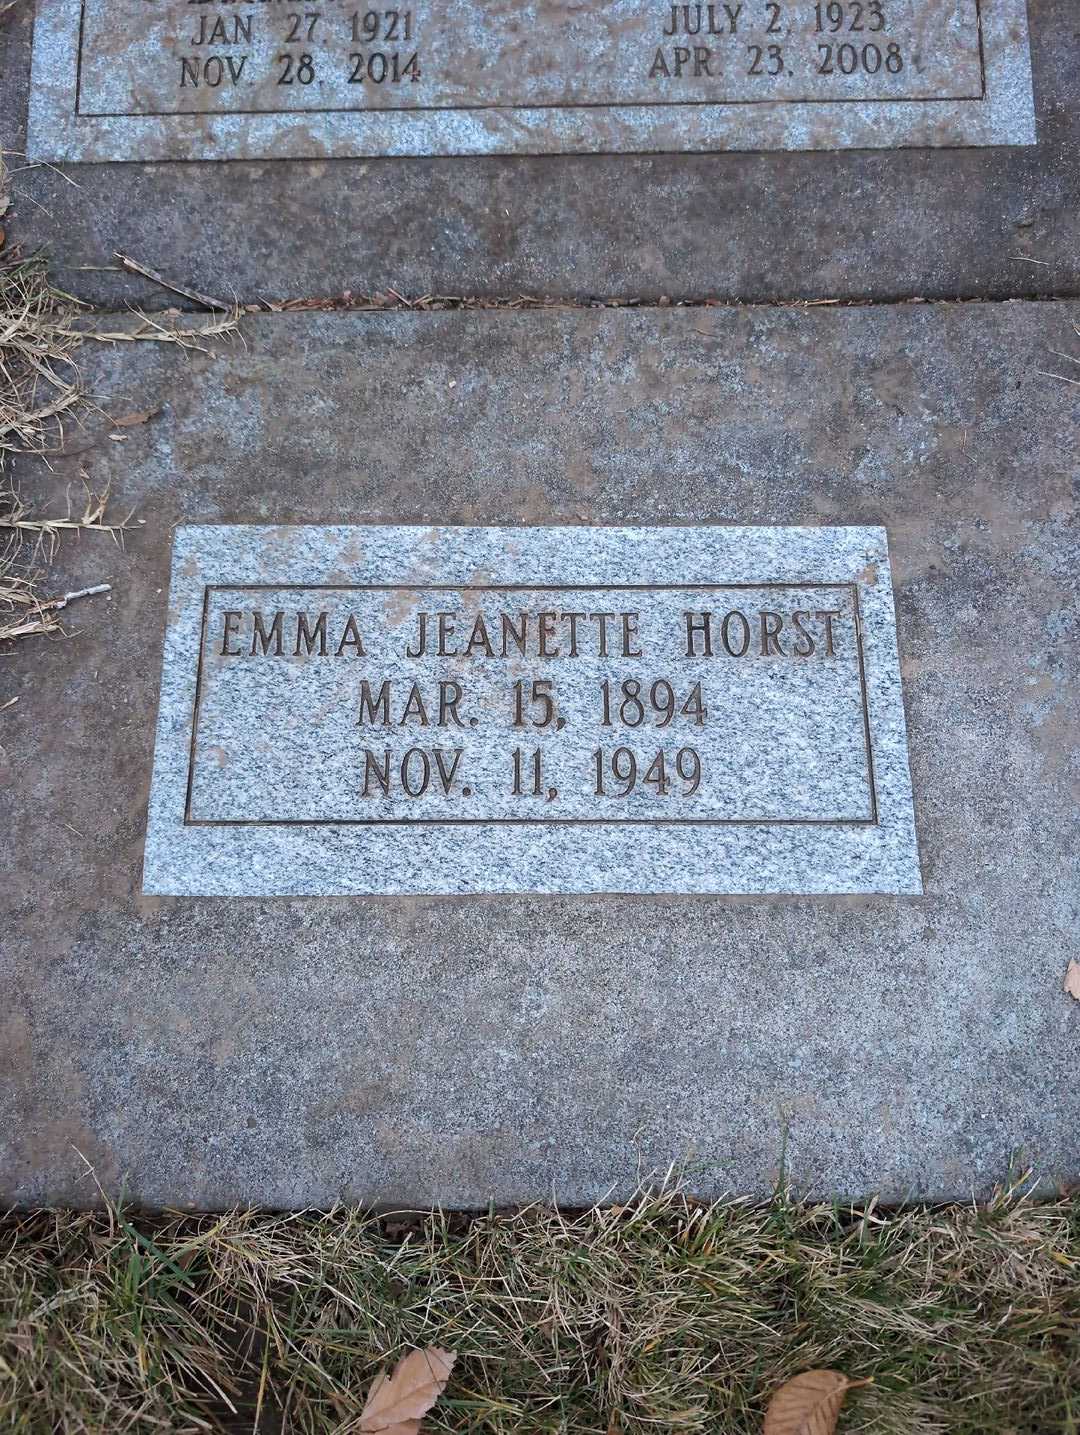 JAN 27, 1921
NOV. 28, 2014
JULY 2, 1923
APR. 23, 2008
EMMA JEANETTE HORST
MAR. 15, 1894
NOV. 11, 1949